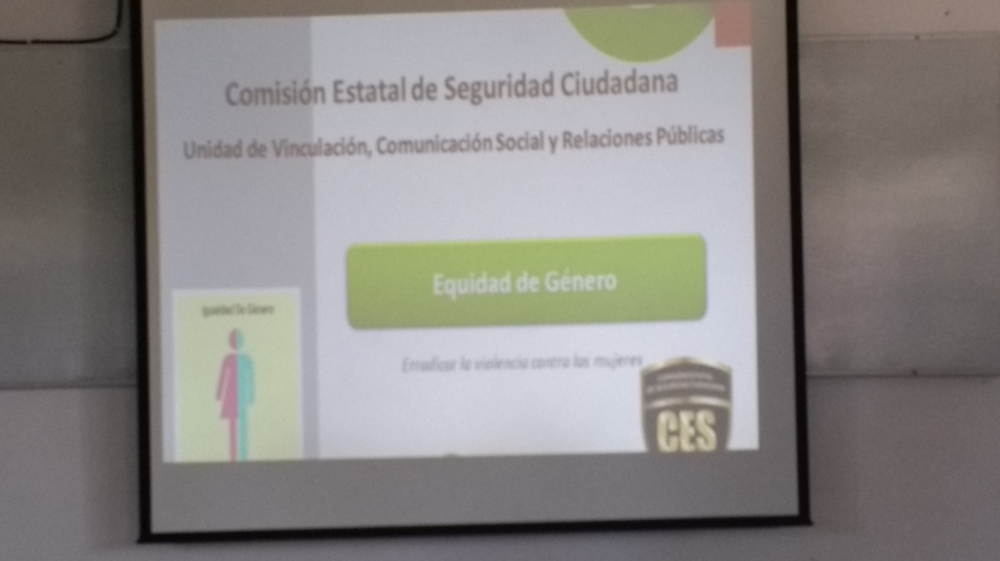 Comisión Estatal de Seguridad Ciudadana
Unidad de Vinculación, Comunicación Social y Relaciones Públicas
Equidad de Género
Igualdad De Género
Erradicar la violencia contra las mujeres
CES